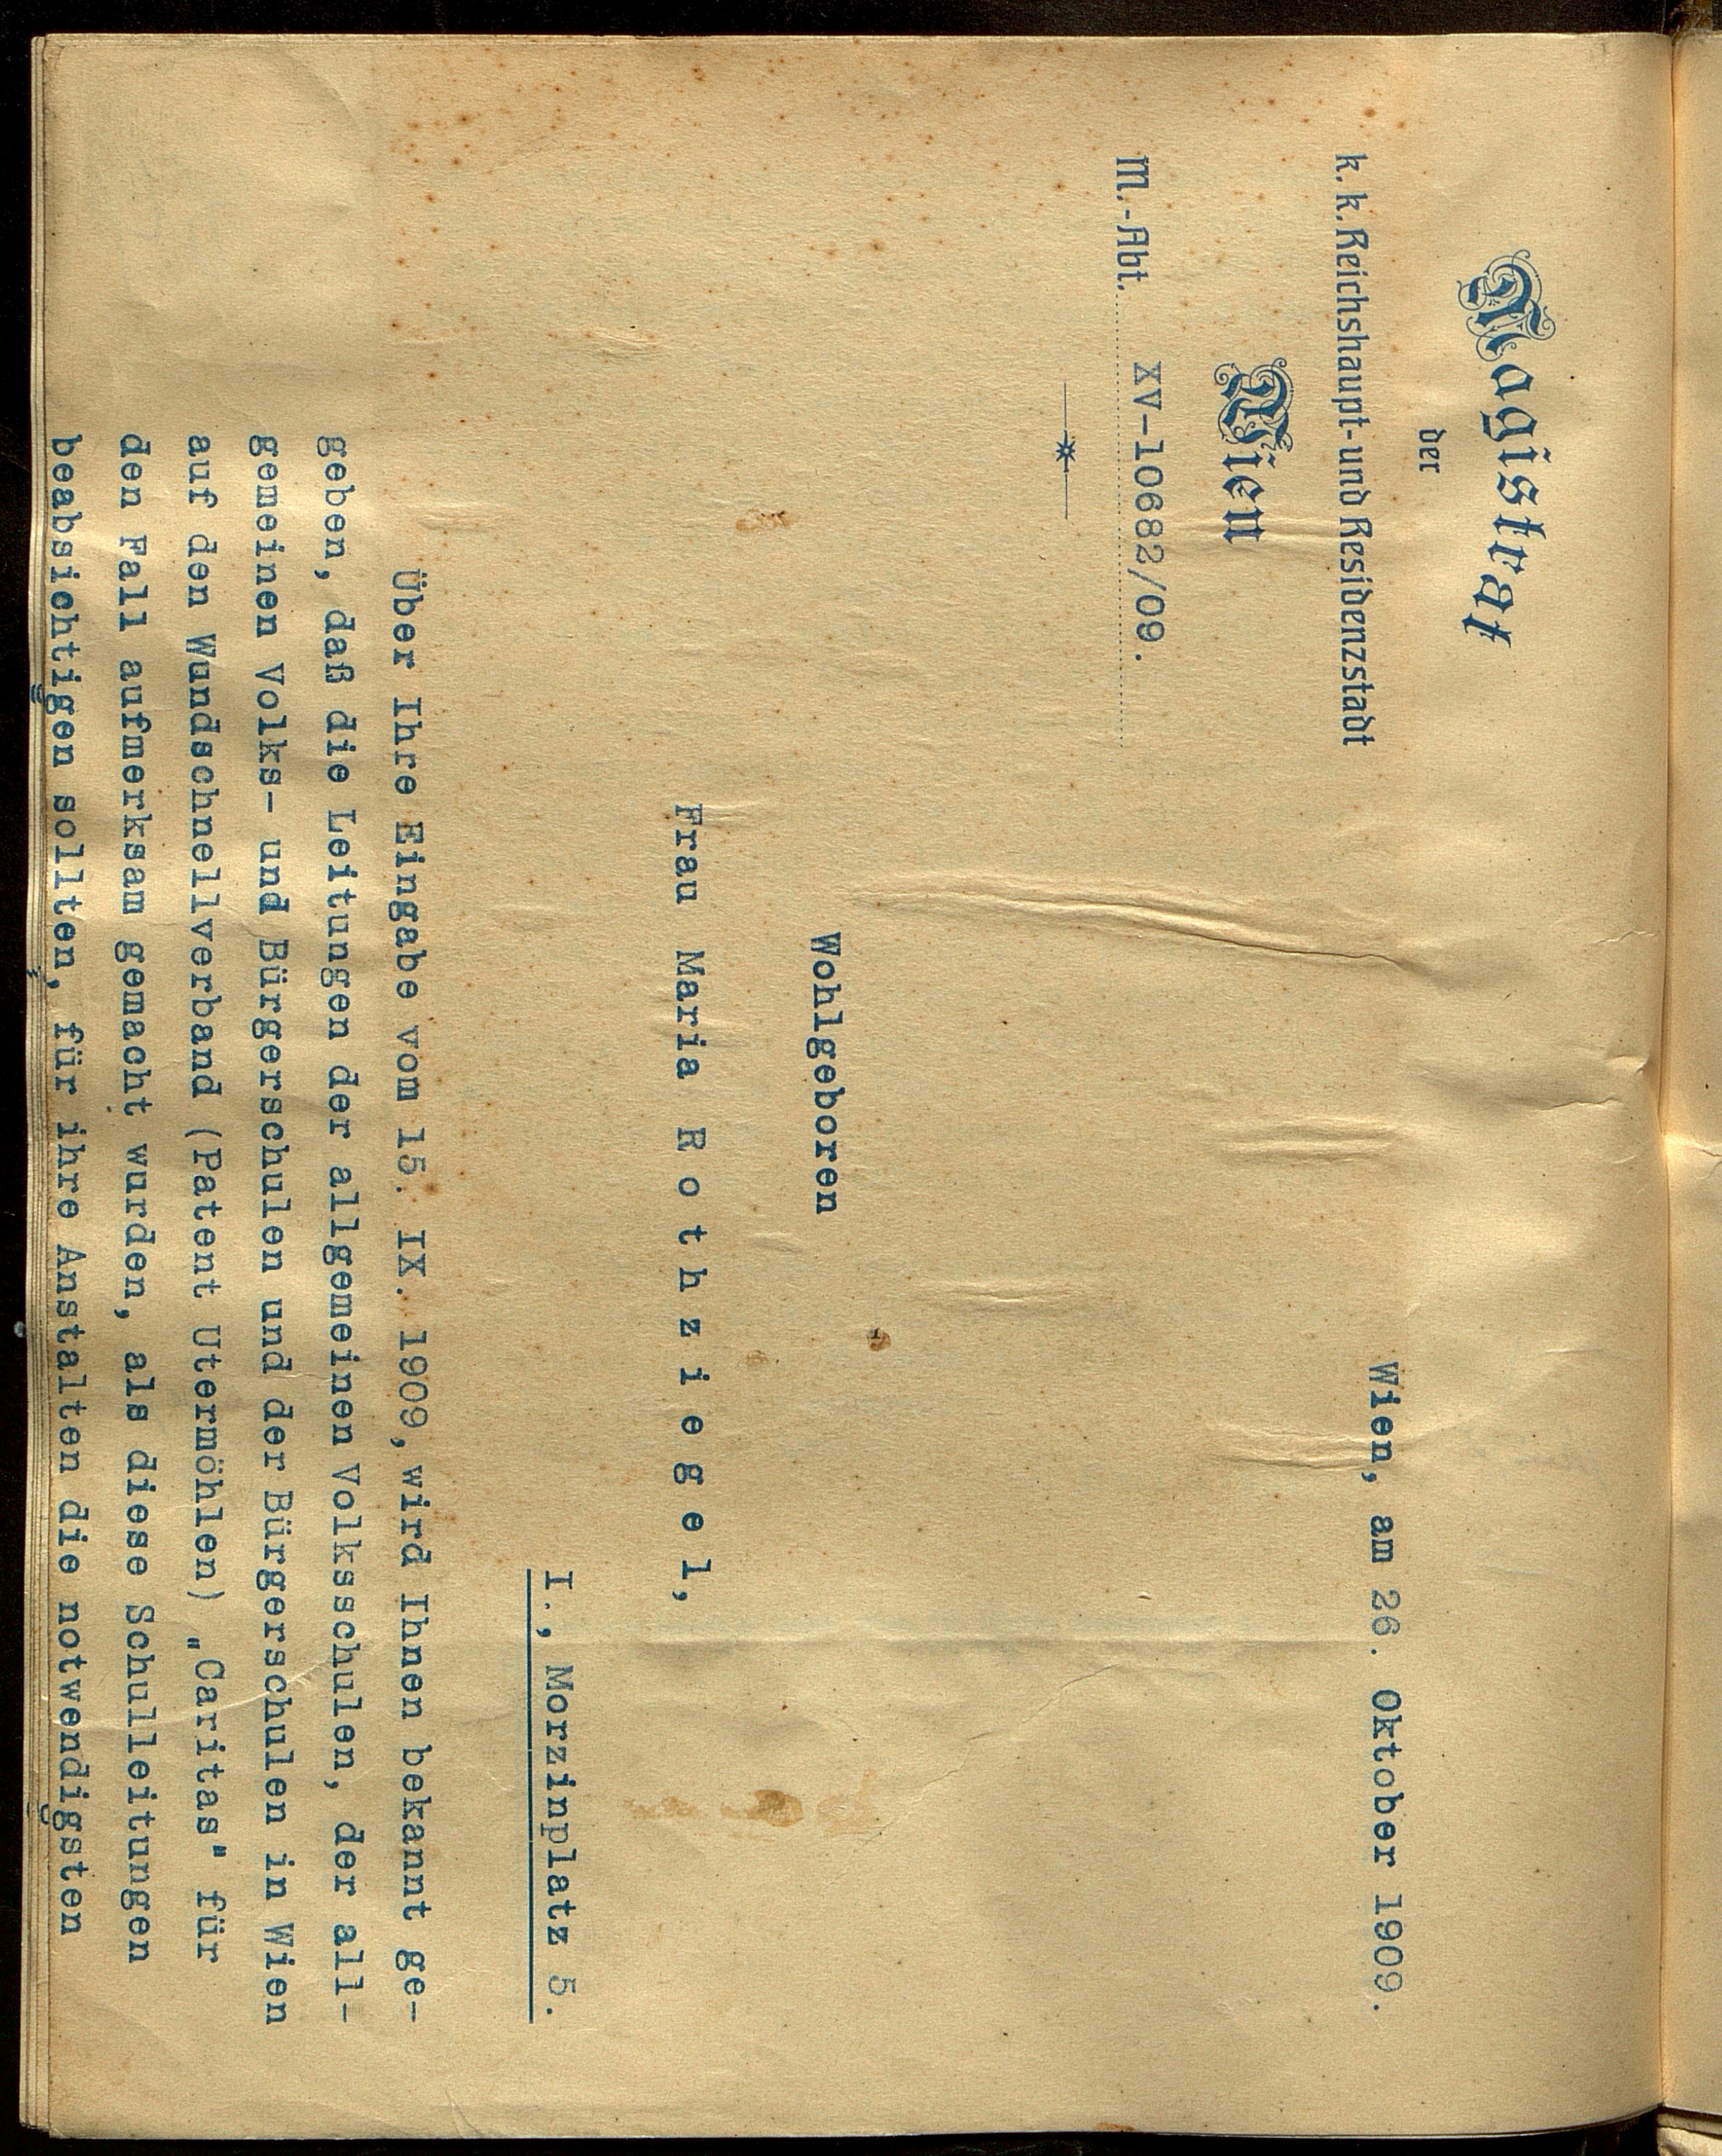 Magistrat
der
k. k. Reichshaupt- und Residenzstadt
Wien
M.-Abt. XV-10682/09.
Wien, am 26. Oktober 1909.
Wohlgeboren
Frau Maria R o t h z i e g e l,
I., Morzinplatz 5.
Über Ihre Eingabe vom 15. IX. 1909, wird Ihnen bekannt ge-
geben, daß die Leitungen der allgemeinen Volksschulen, der all-
gemeinen Volks- und Bürgerschulen und der Bürgerschulen in Wien
auf den Wundschnellverband (Patent Utermöhlen) „Caritas" für
den Fall aufmerksam gemacht wurden, als diese Schulleitungen
beabsichtigen sollten, für ihre Anstalten die notwendigsten